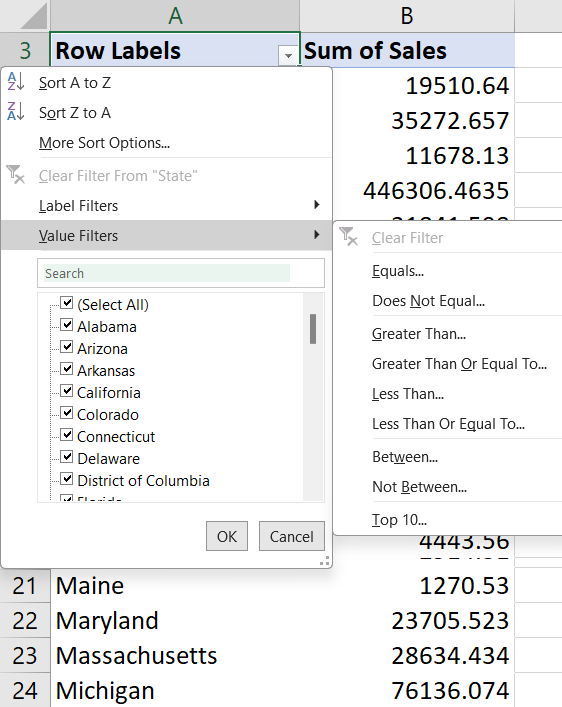 A B
3 Row Labels Sum of Sales
Sort A to Z 19510.64
Sort Z to A 35272.657
More Sort Options... 11678.13
Clear Filter From "State" 446306.4635
Label Filters
Value Filters
Clear Filter
Search Equals...
(Select All) Does Not Equal...
Alabama Greater Than...
Arizona Greater Than Or Equal To...
Arkansas Less Than...
California Less Than Or Equal To...
Colorado
Connecticut Between...
Delaware Not Between...
District of Columbia
Florida Top 10...
OK Cancel 4443.56
21 Maine 1270.53
22 Maryland 23705.523
23 Massachusetts 28634.434
24 Michigan 76136.074